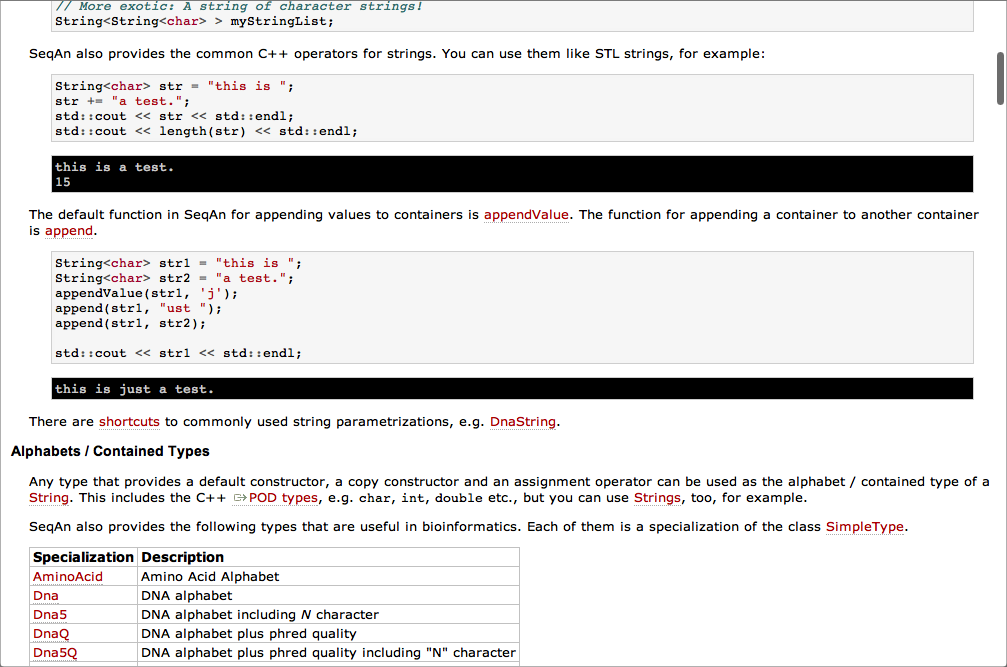 // More exotic: A string of character strings!
String<String<char> > myStringList;
SeqAn also provides the common C++ operators for strings. You can use them like STL strings, for example:
String<char> str = "this is ";
str += "a test.";
std::cout << str << std::endl;
std::cout << length(str) << std::endl;
this is a test.
15
The default function in SeqAn for appending values to containers is appendValue. The function for appending a container to another container
is append.
String<char> str1 = "this is ";
String<char> str2 = "a test.";
appendValue(str1, 'j');
append(str1, "ust ");
append(str1, str2);
std::cout << str1 << std::endl;
this is just a test.
There are shortcuts to commonly used string parametrizations, e.g. DnaString.
Alphabets / Contained Types
Any type that provides a default constructor, a copy constructor and an assignment operator can be used as the alphabet / contained type of a
String. This includes the C++ POD types, e.g. char, int, double etc., but you can use Strings, too, for example.
SeqAn also provides the following types that are useful in bioinformatics. Each of them is a specialization of the class SimpleType.
Specialization Description
AminoAcid Amino Acid Alphabet
Dna DNA alphabet
Dna5 DNA alphabet including N character
DnaQ DNA alphabet plus phred quality
Dna5Q DNA alphabet plus phred quality including "N" character